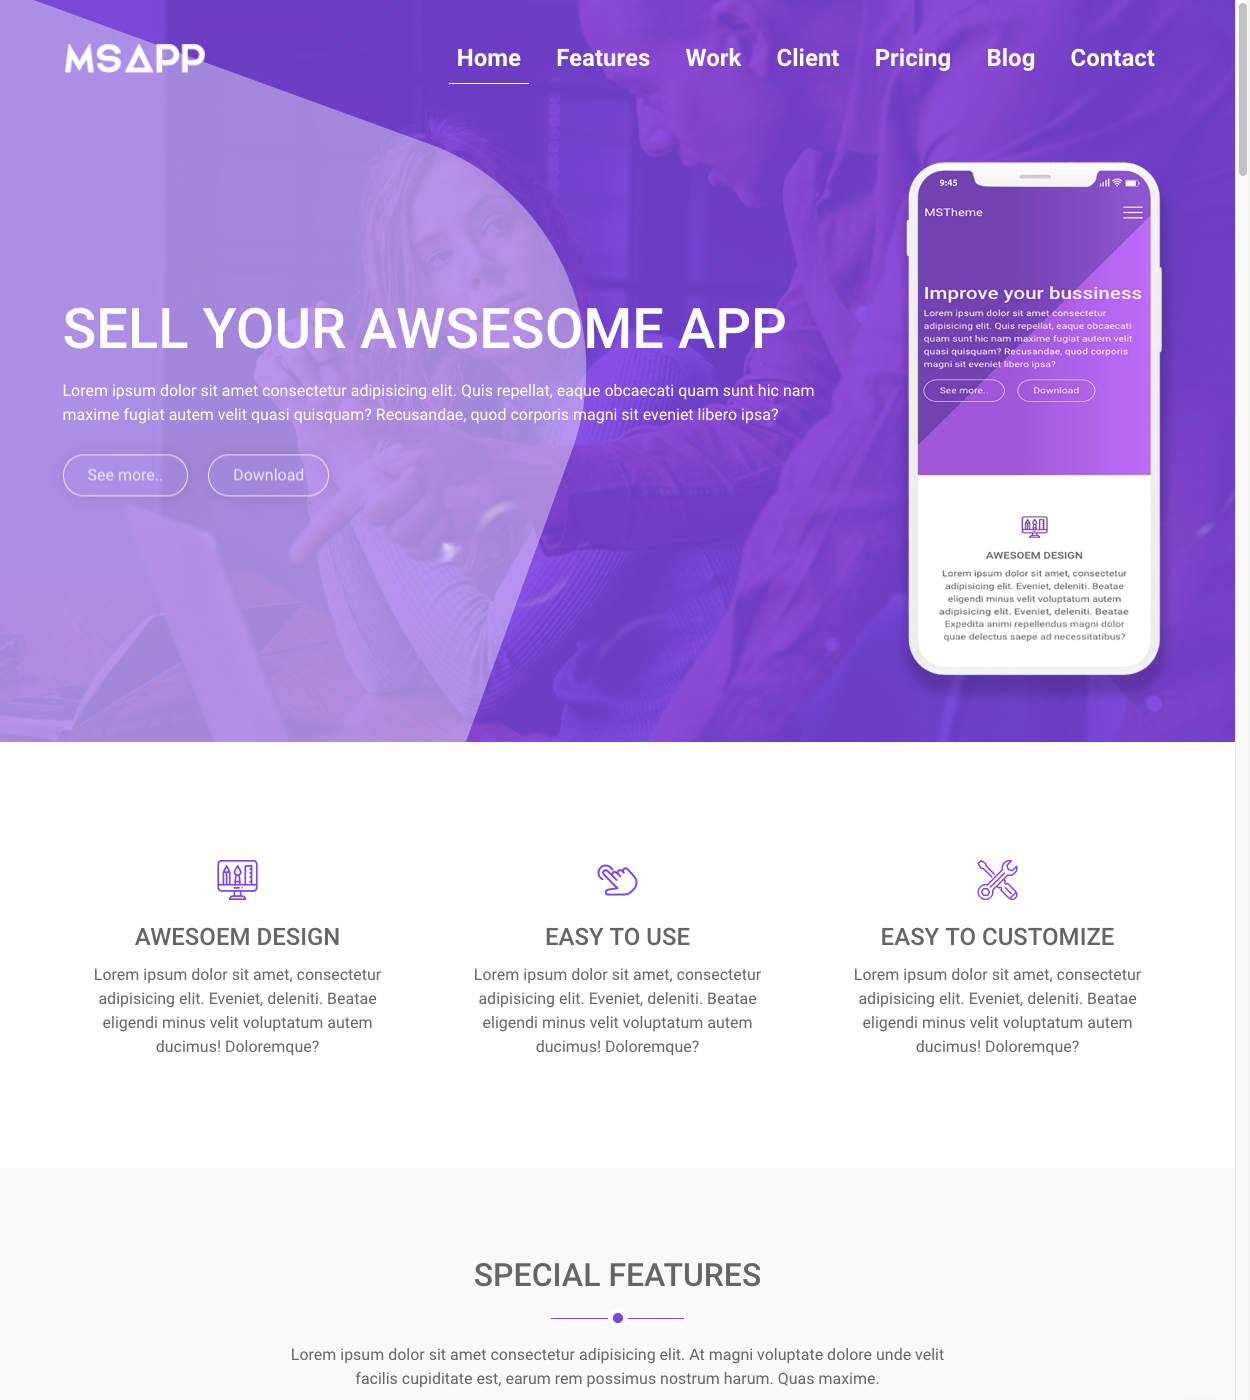 MSAPP
Home Features Work Client Pricing Blog Contact
SELL YOUR AWSESOME APP
Lorem ipsum dolor sit amet consectetur adipisicing elit. Quis repellat, eaque obcaecati quam sunt hic nam
maxime fugiat autem velit quasi quisquam? Recusandae, quod corporis magni sit eveniet libero ipsa?
See more.. Download
9:45
MSTheme
Improve your bussiness
Lorem ipsum dolor sit amet consectetur
adipisicing elit. Quis repellat, eaque obcaecati
quam sunt hic nam maxime fugiat autem velit
quasi quisquam? Recusandae, quod corporis
magni sit eveniet libero ipsa?
See more.. Download
AWESOEM DESIGN
Lorem ipsum dolor sit amet, consectetur
adipisicing elit. Eveniet, deleniti. Beatae
eligendi minus velit voluptatum autem
adipisicing elit. Eveniet, deleniti. Beatae
Expedita animi repellendus magni dolor
quae delectus saepe ad necessitatibus?
AWESOEM DESIGN
Lorem ipsum dolor sit amet, consectetur
adipisicing elit. Eveniet, deleniti. Beatae
eligendi minus velit voluptatum autem
ducimus! Doloremque?
EASY TO USE
Lorem ipsum dolor sit amet, consectetur
adipisicing elit. Eveniet, deleniti. Beatae
eligendi minus velit voluptatum autem
ducimus! Doloremque?
EASY TO CUSTOMIZE
Lorem ipsum dolor sit amet, consectetur
adipisicing elit. Eveniet, deleniti. Beatae
eligendi minus velit voluptatum autem
ducimus! Doloremque?
SPECIAL FEATURES
Lorem ipsum dolor sit amet consectetur adipisicing elit. At magni voluptate dolore unde velit
facilis cupiditate est, earum rem possimus nostrum harum. Quas maxime.